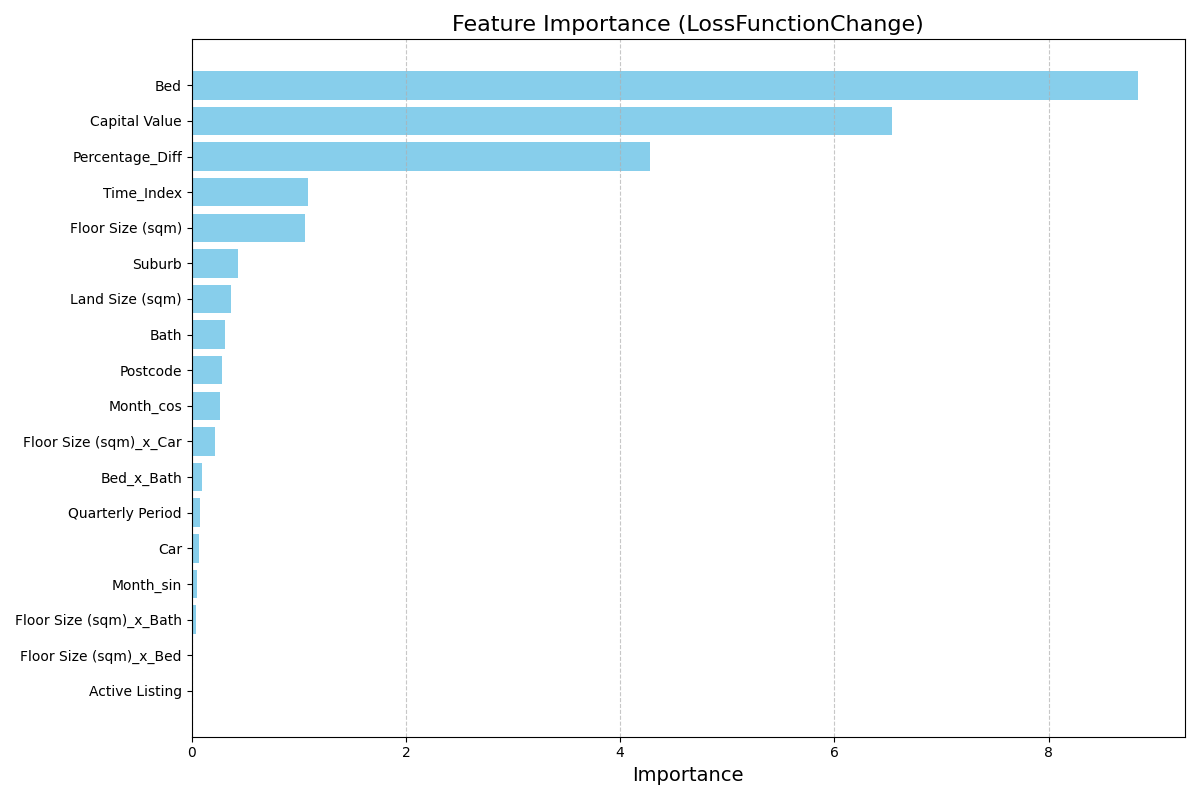 Feature Importance (LossFunctionChange)
Bed
Capital Value
Percentage_Diff
Time_Index
Floor Size (sqm)
Suburb
Land Size (sqm)
Bath
Postcode
Month_cos
Floor Size (sqm)_x_Car
Bed_x_Bath
Quarterly Period
Car
Month_sin
Floor Size (sqm)_x_Bath
Floor Size (sqm)_x_Bed
Active Listing
0 2 4 6 8
Importance